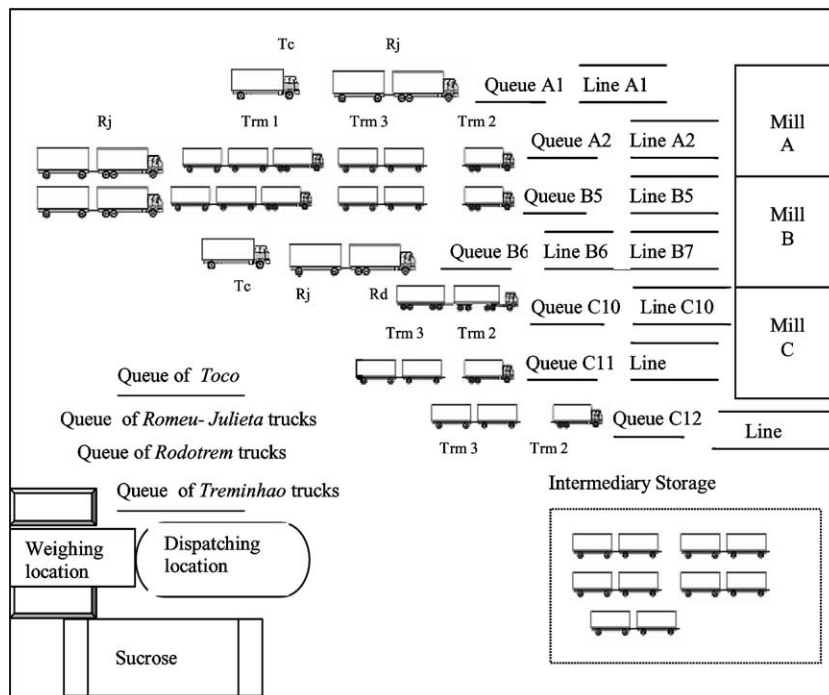 Tc Rj
Queue A1 Line A1
Rj Trm 1 Trm 3 Trm 2
Queue A2 Line A2
Mill
A
Queue B5 Line B5
Mill
B
Queue B6 Line B6 Line B7
Tc Rj Rd
Queue C10 Line C10
Mill
C
Trm 3 Trm 2
Queue C11 Line
Queue of Toco
Queue of Romeu- Julieta trucks
Queue C12 Line
Trm 3 Trm 2
Queue of Rodotrem trucks
Queue of Treminhao trucks
Intermediary Storage
Weighing
location
Dispatching
location
Sucrose